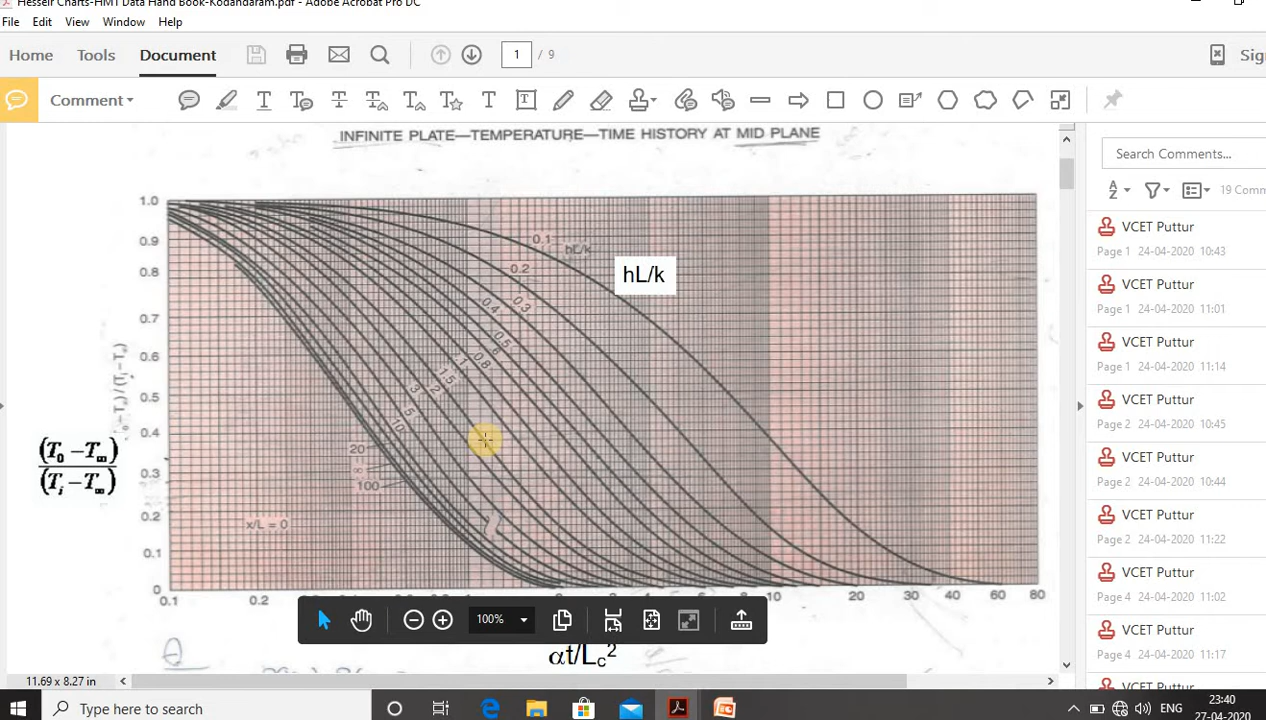 Hesselr Charts-HMT Data Hand Book-Kodandaram.pdf - Adobe Acrobat Pro DC
File Edit View Window Help
Home Tools Document 1 / 9
Comment
INFINITE PLATE—TEMPERATURE—TIME HISTORY AT MID PLANE
Search Comments...
19 Comm
1.0
0.9
0.8
0.7
0.6
0.5
0.4
0.3
0.2
0.1
0
(T₀ -T∞)
(Tᵢ -T∞)
0.1
hL/k
hL/k
0.2
0.3
0.4
0.5
0.8
1
1.5
2
3
5
10
20
∞
100
x/L = 0
0.1 0.2 10 20 30 40 60 80
αt/Lc²
VCET Puttur
Page 1 24-04-2020 10:43
VCET Puttur
Page 1 24-04-2020 11:01
VCET Puttur
Page 1 24-04-2020 11:14
VCET Puttur
Page 2 24-04-2020 10:45
VCET Puttur
Page 2 24-04-2020 10:44
VCET Puttur
Page 2 24-04-2020 11:22
VCET Puttur
Page 4 24-04-2020 11:02
VCET Puttur
Page 4 24-04-2020 11:17
VCET Puttur
100%
11.69 x 8.27 in
Type here to search
ENG
23:40
27-04-2020